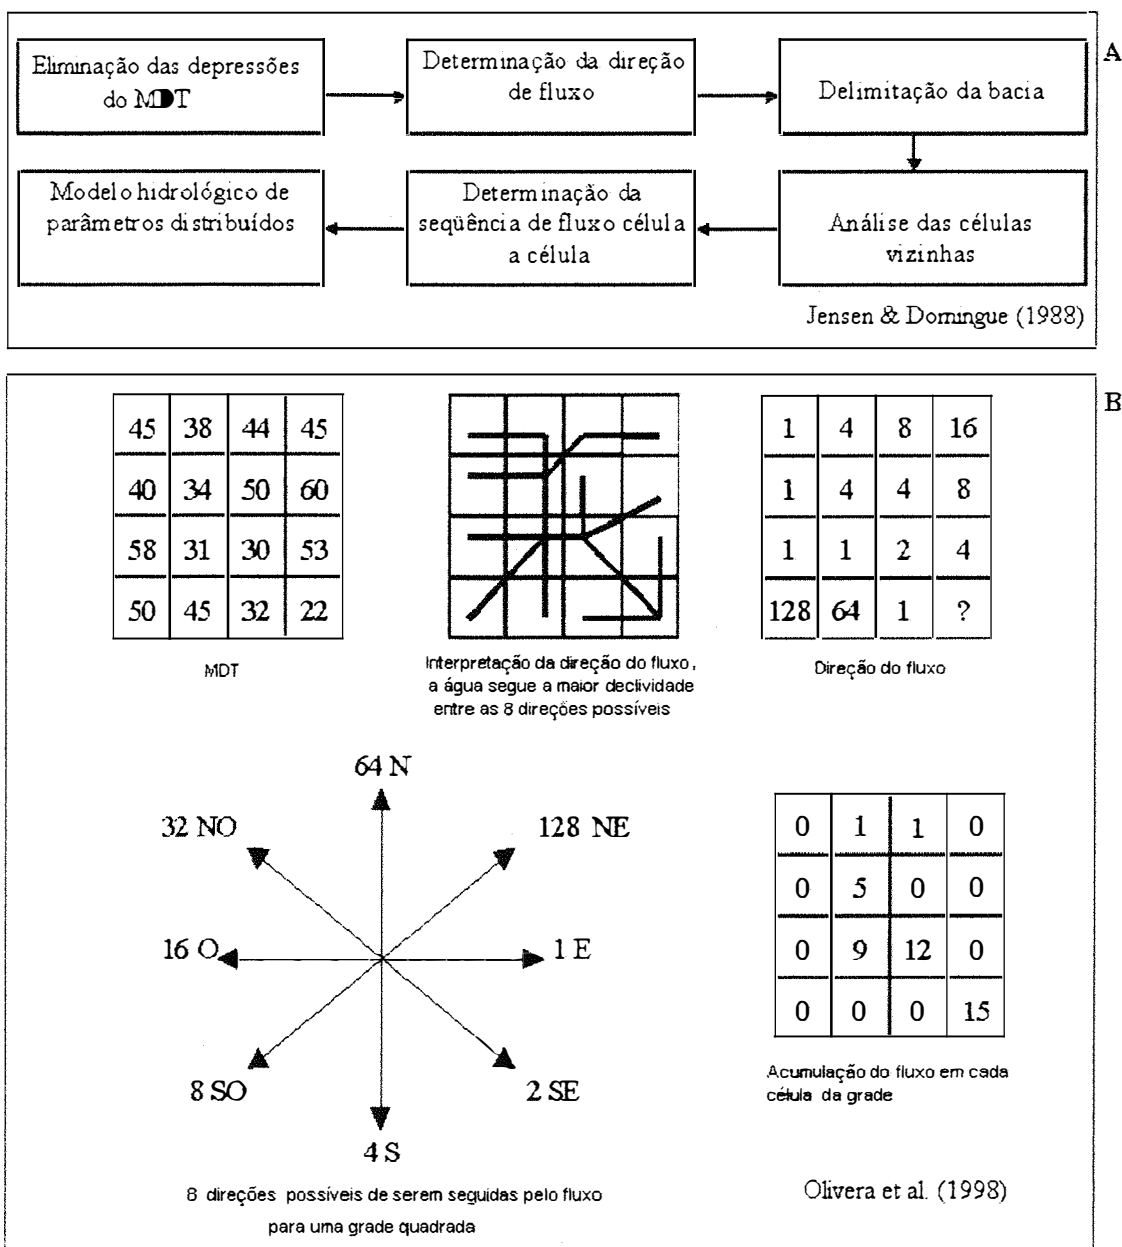 A
Eliminação das depressões
do MDT
Determinação da direção
de fluxo
Delimitação da bacia
Modelo hidrológico de
parâmetros distribuídos
Determinação da
seqüência de fluxo célula
a célula
Análise das células
vizinhas
Jensen & Domingue (1988)
B
45 38 44 45
40 34 50 60
58 31 30 53
50 45 32 22
MDT
Interpretação da direção do fluxo,
a água segue a maior declividade
entre as 8 direções possíveis
1 4 8 16
1 4 4 8
1 1 2 4
128 64 1 ?
Direção do fluxo
64 N
32 NO
128 NE
16 O
1 E
8 SO
2 SE
4 S
8 direções possíveis de serem seguidas pelo fluxo
para uma grade quadrada
0 1 1 0
0 5 0 0
0 9 12 0
0 0 0 15
Acumulação do fluxo em cada
célula da grade
Olivera et al. (1998)